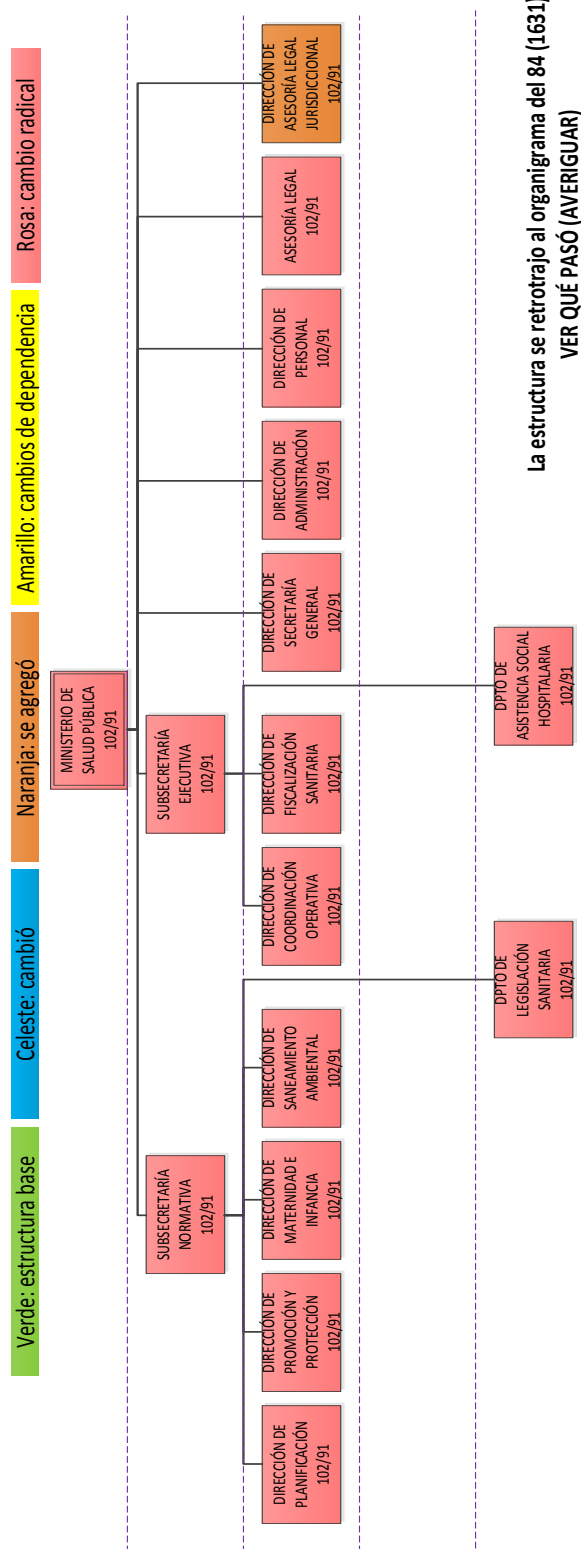 Verde: estructura base
Celeste: cambió
Naranja: se agregó
Amarillo: cambios de dependencia
Rosa: cambio radical
MINISTERIO DE
SALUD PÚBLICA
102/91
SUBSECRETARÍA
NORMATIVA
102/91
SUBSECRETARÍA
EJECUTIVA
102/91
DIRECCIÓN DE
PLANIFICACIÓN
102/91
DIRECCIÓN DE
PROMOCIÓN Y
PROTECCIÓN
102/91
DIRECCIÓN DE
MATERNIDAD E
INFANCIA
102/91
DIRECCIÓN DE
SANEAMIENTO
AMBIENTAL
102/91
DIRECCIÓN DE
COORDINACIÓN
OPERATIVA
102/91
DIRECCIÓN DE
FISCALIZACIÓN
SANITARIA
102/91
DIRECCIÓN DE
SECRETARÍA
GENERAL
102/91
DIRECCIÓN DE
ADMINISTRACIÓN
102/91
DIRECCIÓN DE
PERSONAL
102/91
ASESORÍA LEGAL
102/91
DIRECCIÓN DE
ASESORÍA LEGAL
JURISDICCIONAL
102/91
DPTO DE
LEGISLACIÓN
SANITARIA
102/91
DPTO DE
ASISTENCIA SOCIAL
HOSPITALARIA
102/91
La estructura se retrotrajo al organigrama del 84 (1631)
VER QUÉ PASÓ (AVERIGUAR)